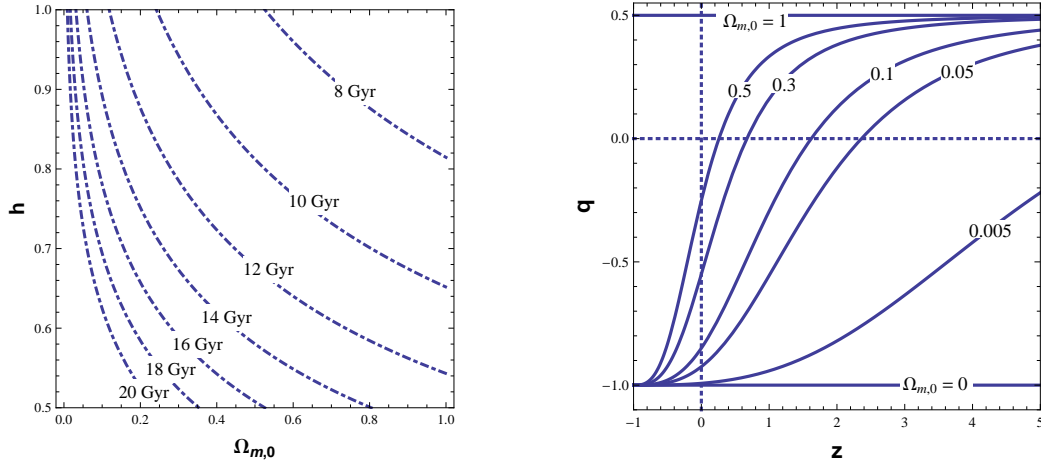 1.0
0.9
0.8
0.7
0.6
0.5
h
0.0 0.2 0.4 0.6 0.8 1.0
Ωm,0
8 Gyr
10 Gyr
12 Gyr
14 Gyr
16 Gyr
18 Gyr
20 Gyr
0.5
0.0
-0.5
-1.0
q
-1 0 1 2 3 4 5
z
Ωm,0 = 1
0.5
0.3
0.1
0.05
0.005
Ωm,0 = 0